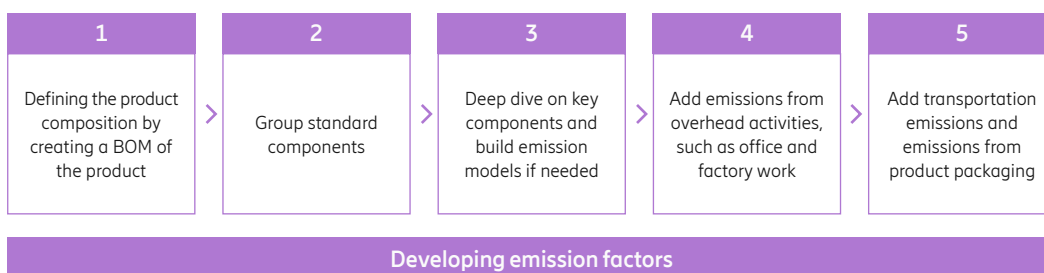 1
Defining the product
composition by
creating a BOM of
the product
2
Group standard
components
3
Deep dive on key
components and
build emission
models if needed
4
Add emissions from
overhead activities,
such as office and
factory work
5
Add transportation
emissions and
emissions from
product packaging
Developing emission factors